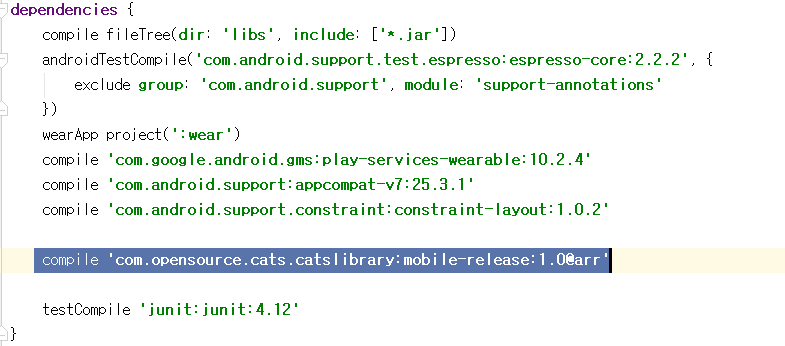 dependencies {
compile fileTree(dir: 'libs', include: ['*.jar'])
androidTestCompile('com.android.support.test.espresso:espresso-core:2.2.2', {
exclude group: 'com.android.support', module: 'support-annotations'
})
wearApp project(':wear')
compile 'com.google.android.gms:play-services-wearable:10.2.4'
compile 'com.android.support:appcompat-v7:25.3.1'
compile 'com.android.support.constraint:constraint-layout:1.0.2'
compile 'com.opensource.cats.catslibrary:mobile-release:1.0@arr'
testCompile 'junit:junit:4.12'
}